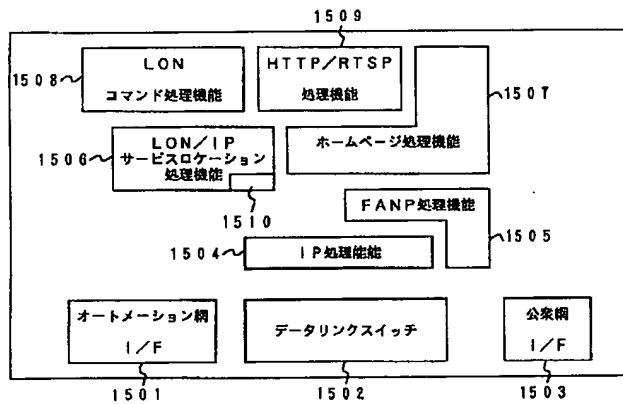 1509
LON
コマンド処理機能
1508
HTTP/RTSP
処理機能
1507
ホームページ処理機能
LON/IP
サービスロケーション
処理機能
1506
1510
FANP処理機能
1505
1504
IP処理能能
オートメーション網
I/F
データリンクスイッチ
公衆網
I/F
1501
1502
1503